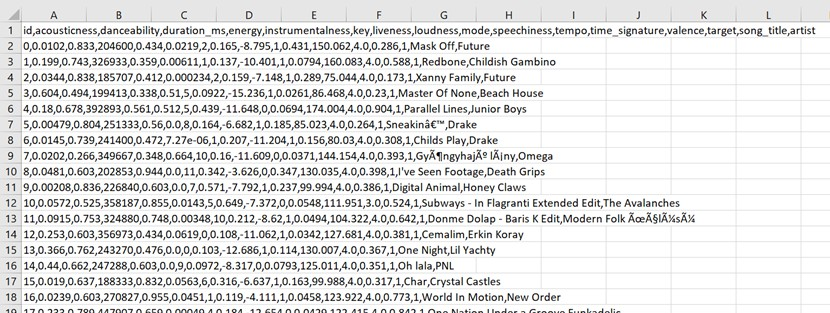 A B C D E F G H I J K L
1 id,acousticness,danceability,duration_ms,energy,instrumentalness,key,liveness,loudness,mode,speechiness,tempo,time_signature,valence,target,song_title,artist
2 0,0.0102,0.833,204600,0.434,0.0219,2,0.165,-8.795,1,0.431,150.062,4.0,0.286,1,Mask Off,Future
3 1,0.199,0.743,326933,0.359,0.00611,1,0.137,-10.401,1,0.0794,160.083,4.0,0.588,1,Redbone,Childish Gambino
4 2,0.0344,0.838,185707,0.412,0.000234,2,0.159,-7.148,1,0.289,75.044,4.0,0.173,1,Xanny Family,Future
5 3,0.604,0.494,199413,0.338,0.51,5,0.0922,-15.236,1,0.0261,86.468,4.0,0.23,1,Master Of None,Beach House
6 4,0.18,0.678,392893,0.561,0.512,5,0.439,-11.648,0,0.0694,174.004,4.0,0.904,1,Parallel Lines,Junior Boys
7 5,0.00479,0.804,251333,0.56,0.0,8,0.164,-6.682,1,0.185,85.023,4.0,0.264,1,Sneakinâ€™,Drake
8 6,0.0145,0.739,241400,0.472,7.27e-06,1,0.207,-11.204,1,0.156,80.03,4.0,0.308,1,Childs Play,Drake
9 7,0.0202,0.266,349667,0.348,0.664,10,0.16,-11.609,0,0.0371,144.154,4.0,0.393,1,GyÃ¶ngyhajÃº lÃ¡ny,Omega
10 8,0.0481,0.603,202853,0.944,0.0,11,0.342,-3.626,0,0.347,130.035,4.0,0.398,1,I've Seen Footage,Death Grips
11 9,0.00208,0.836,226840,0.603,0.0,7,0.571,-7.792,1,0.237,99.994,4.0,0.386,1,Digital Animal,Honey Claws
12 10,0.0572,0.525,358187,0.855,0.0143,5,0.649,-7.372,0,0.0548,111.951,3.0,0.524,1,Subways - In Flagranti Extended Edit,The Avalanches
13 11,0.0915,0.753,324880,0.748,0.00348,10,0.212,-8.62,1,0.0494,104.322,4.0,0.642,1,Donme Dolap - Baris K Edit,Modern Folk ÃœÃ§lÃ¼sÃ¼
14 12,0.253,0.603,356973,0.434,0.0619,0,0.108,-11.062,1,0.0342,127.681,4.0,0.381,1,Cemalim,Erkin Koray
15 13,0.366,0.762,243270,0.476,0.0,0,0.103,-12.686,1,0.114,130.007,4.0,0.367,1,One Night,Lil Yachty
16 14,0.44,0.662,247288,0.603,0.0,9,0.0972,-8.317,0,0.0793,125.011,4.0,0.351,1,Oh lala,PNL
17 15,0.019,0.637,188333,0.832,0.0563,6,0.316,-6.637,1,0.163,99.988,4.0,0.317,1,Char,Crystal Castles
18 16,0.0239,0.603,270827,0.955,0.0451,1,0.119,-4.111,1,0.0458,123.922,4.0,0.773,1,World In Motion,New Order